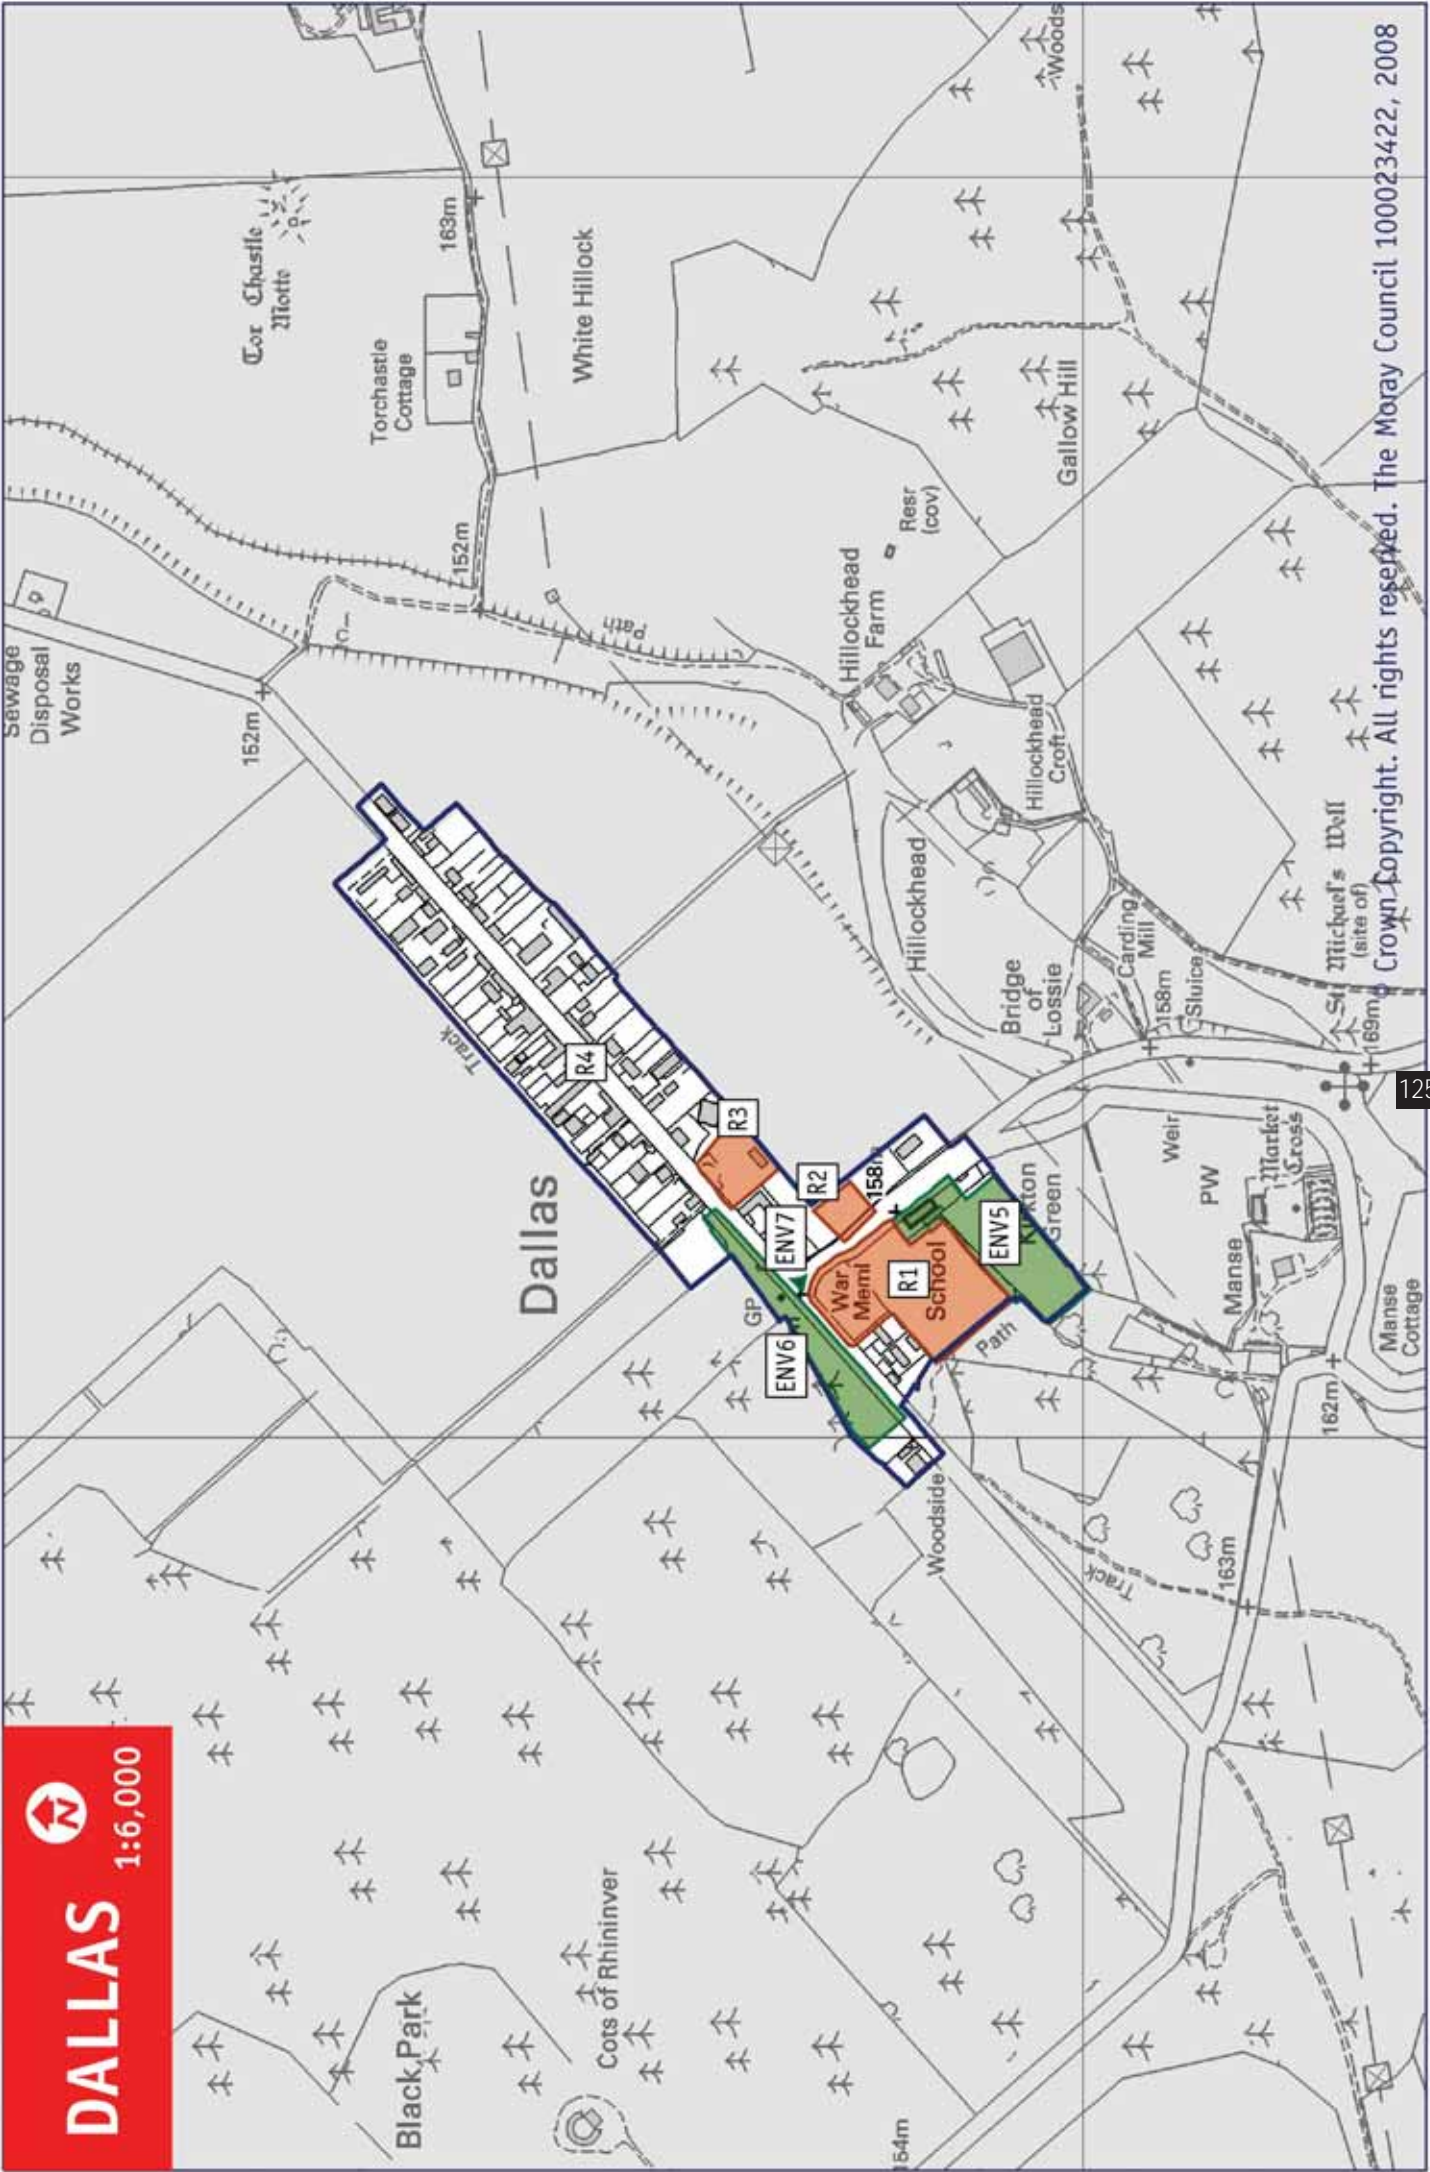 DALLAS
N
1:6,000
Black Park
Cots of Rhininver
154m
Sewage
Disposal
Works
152m
Tor Chastle
Motte
163m
Torchastle
Cottage
152m
White Hillock
Path
Track
Dallas
R4
R3
R2
158m
ENV7
GP
ENV6
War
Meml
R1
School
ENV5
Kirkton
Green
Path
Woodside
Track
163m
Hillockhead
Farm
Resr
(cov)
Gallow Hill
Woods
Hillockhead
Croft
Hillockhead
Bridge
of
Lossie
Carding
Mill
158m
Sluice
St Michael's Well
(site of)
169m
Weir
PW
Market
Cross
Manse
Manse
Cottage
162m
© Crown Copyright. All rights reserved. The Moray Council 100023422, 2008
125